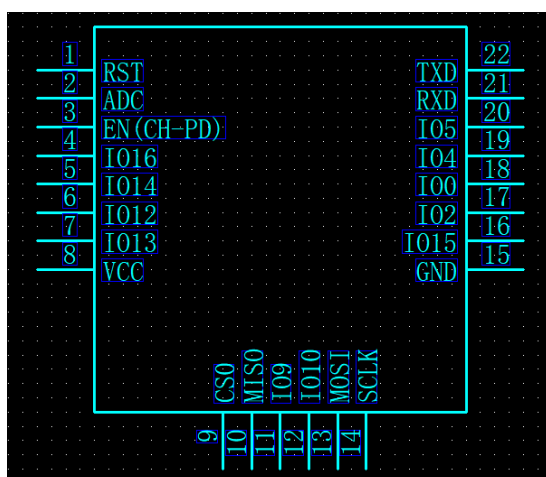 1 RST TXD 22
2 ADC RXD 21
3 EN(CH-PD) IO5 20
4 IO16 IO4 19
5 IO14 IO0 18
6 IO12 IO2 17
7 IO13 IO15 16
8 VCC GND 15
CS0 MISO IO9 IO10 MOSI SCLK
9 10 11 12 13 14